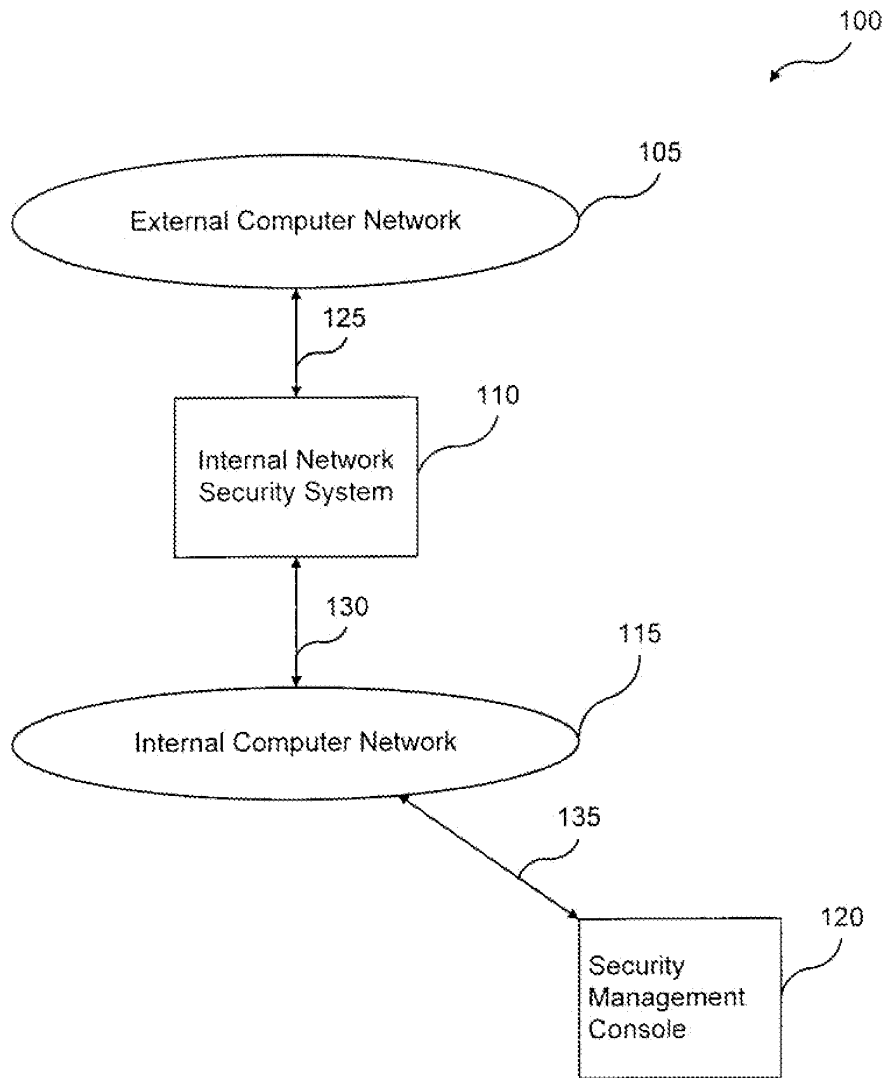 100
105
External Computer Network
125
110
Internal Network
Security System
130
115
Internal Computer Network
135
120
Security
Management
Console